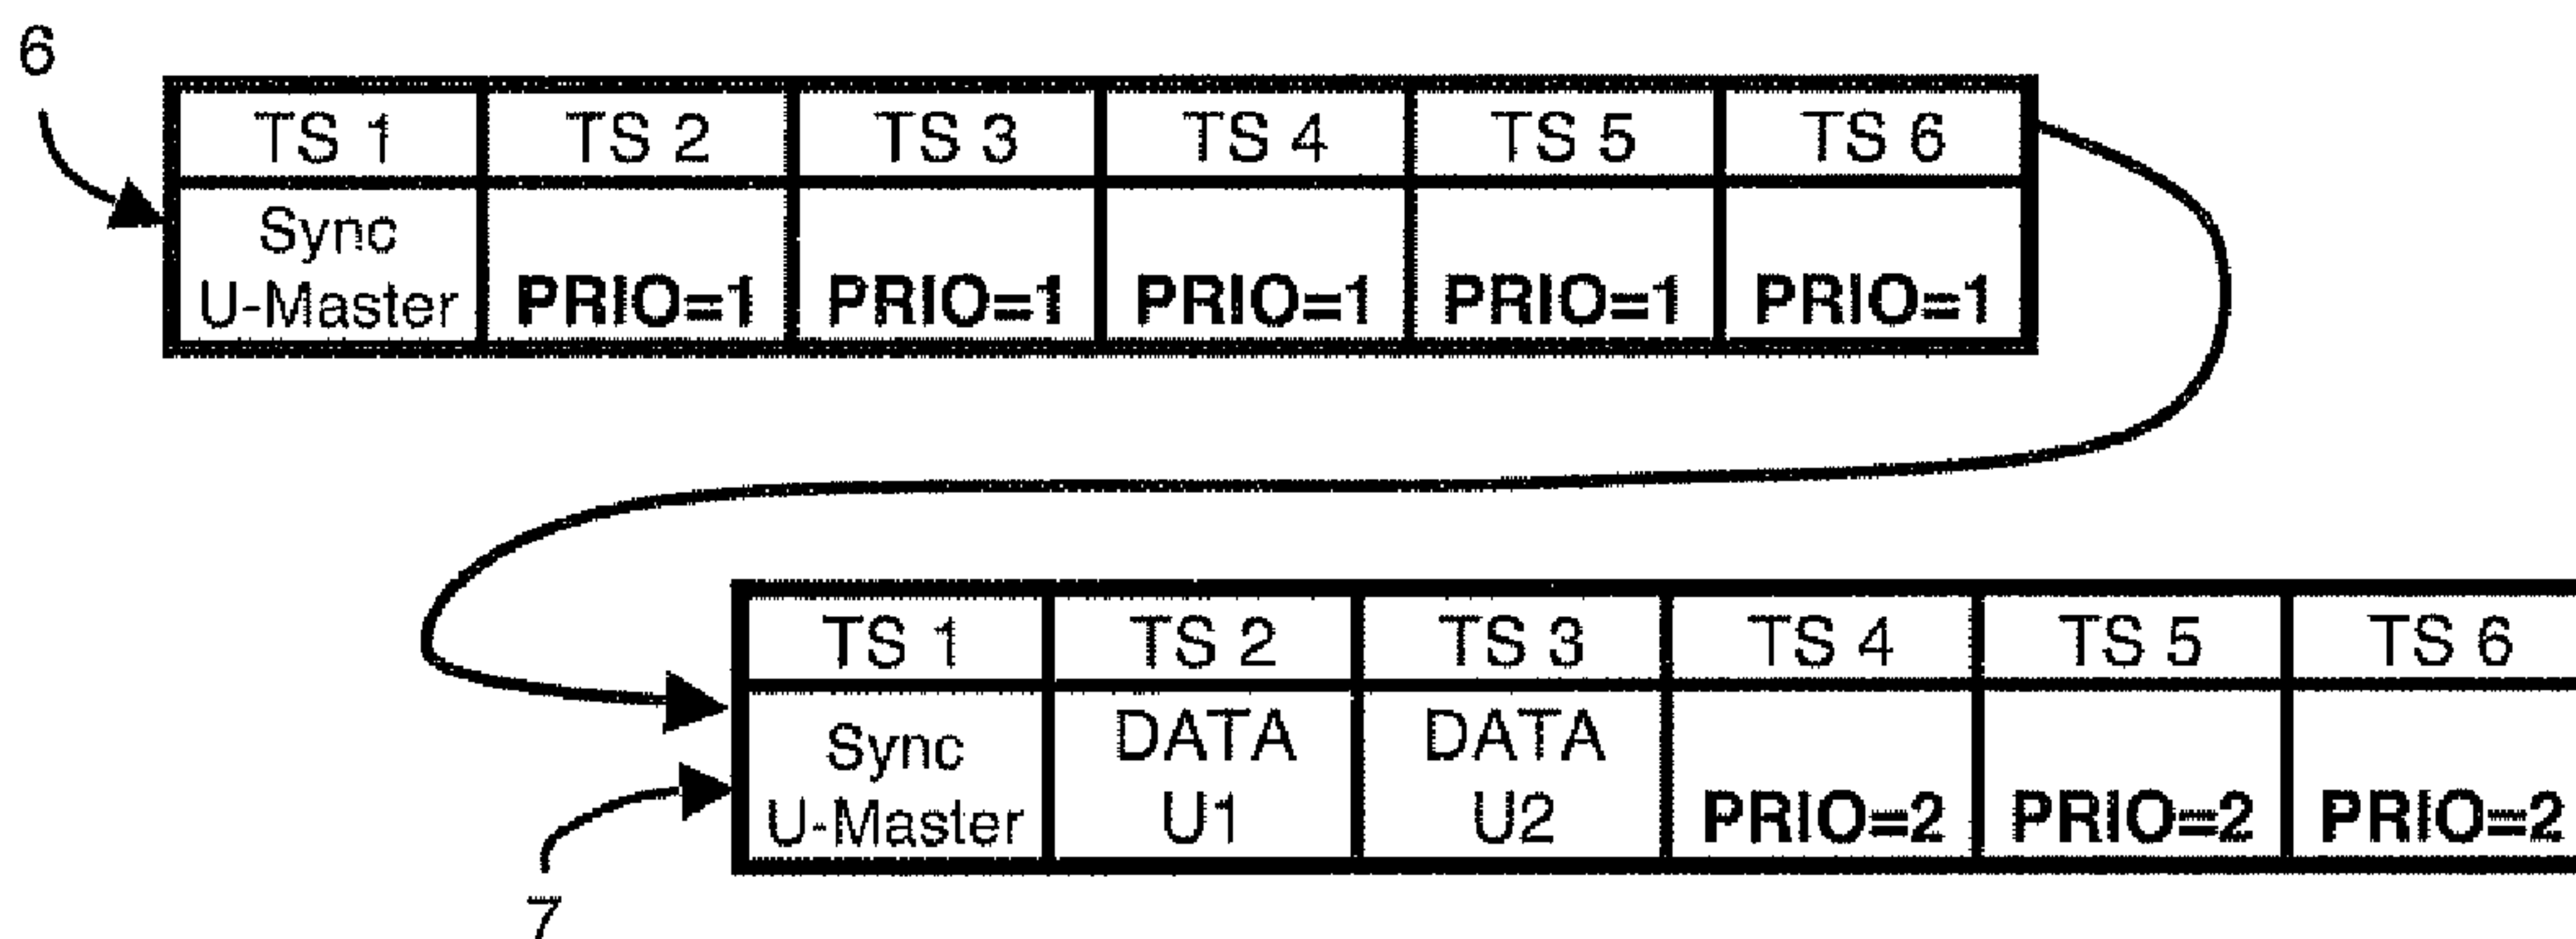 6
TS 1 TS 2 TS 3 TS 4 TS 5 TS 6
Sync
U-Master PRIO=1 PRIO=1 PRIO=1 PRIO=1 PRIO=1
TS 1 TS 2 TS 3 TS 4 TS 5 TS 6
Sync DATA DATA
U-Master U1 U2 PRIO=2 PRIO=2 PRIO=2
7